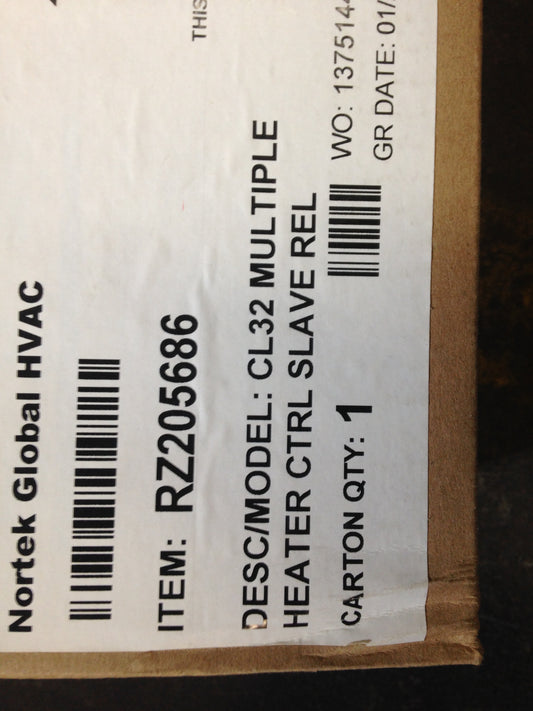 THIS
Nortek Global HVAC
ITEM: RZ205686
DESC/MODEL: CL32 MULTIPLE
HEATER CTRL SLAVE REL
CARTON QTY: 1
WO: 1375144
GR DATE: 01/